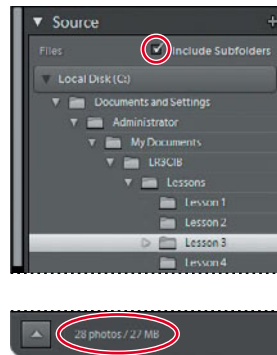 Source +
Files Include Subfolders
Local Disk (C:)
Documents and Settings
Administrator
My Documents
LR3CIB
Lessons
Lesson 1
Lesson 2
Lesson 3
Lesson 4
28 photos / 27 MB